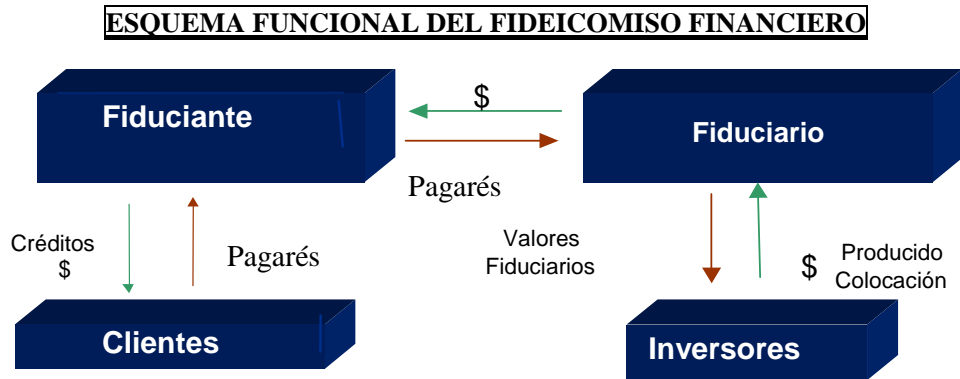 ESQUEMA FUNCIONAL DEL FIDEICOMISO FINANCIERO
Fiduciante
$
Fiduciario
Pagarés
Créditos
$
Pagarés
Valores
Fiduciarios
$
Producido
Colocación
Clientes
Inversores